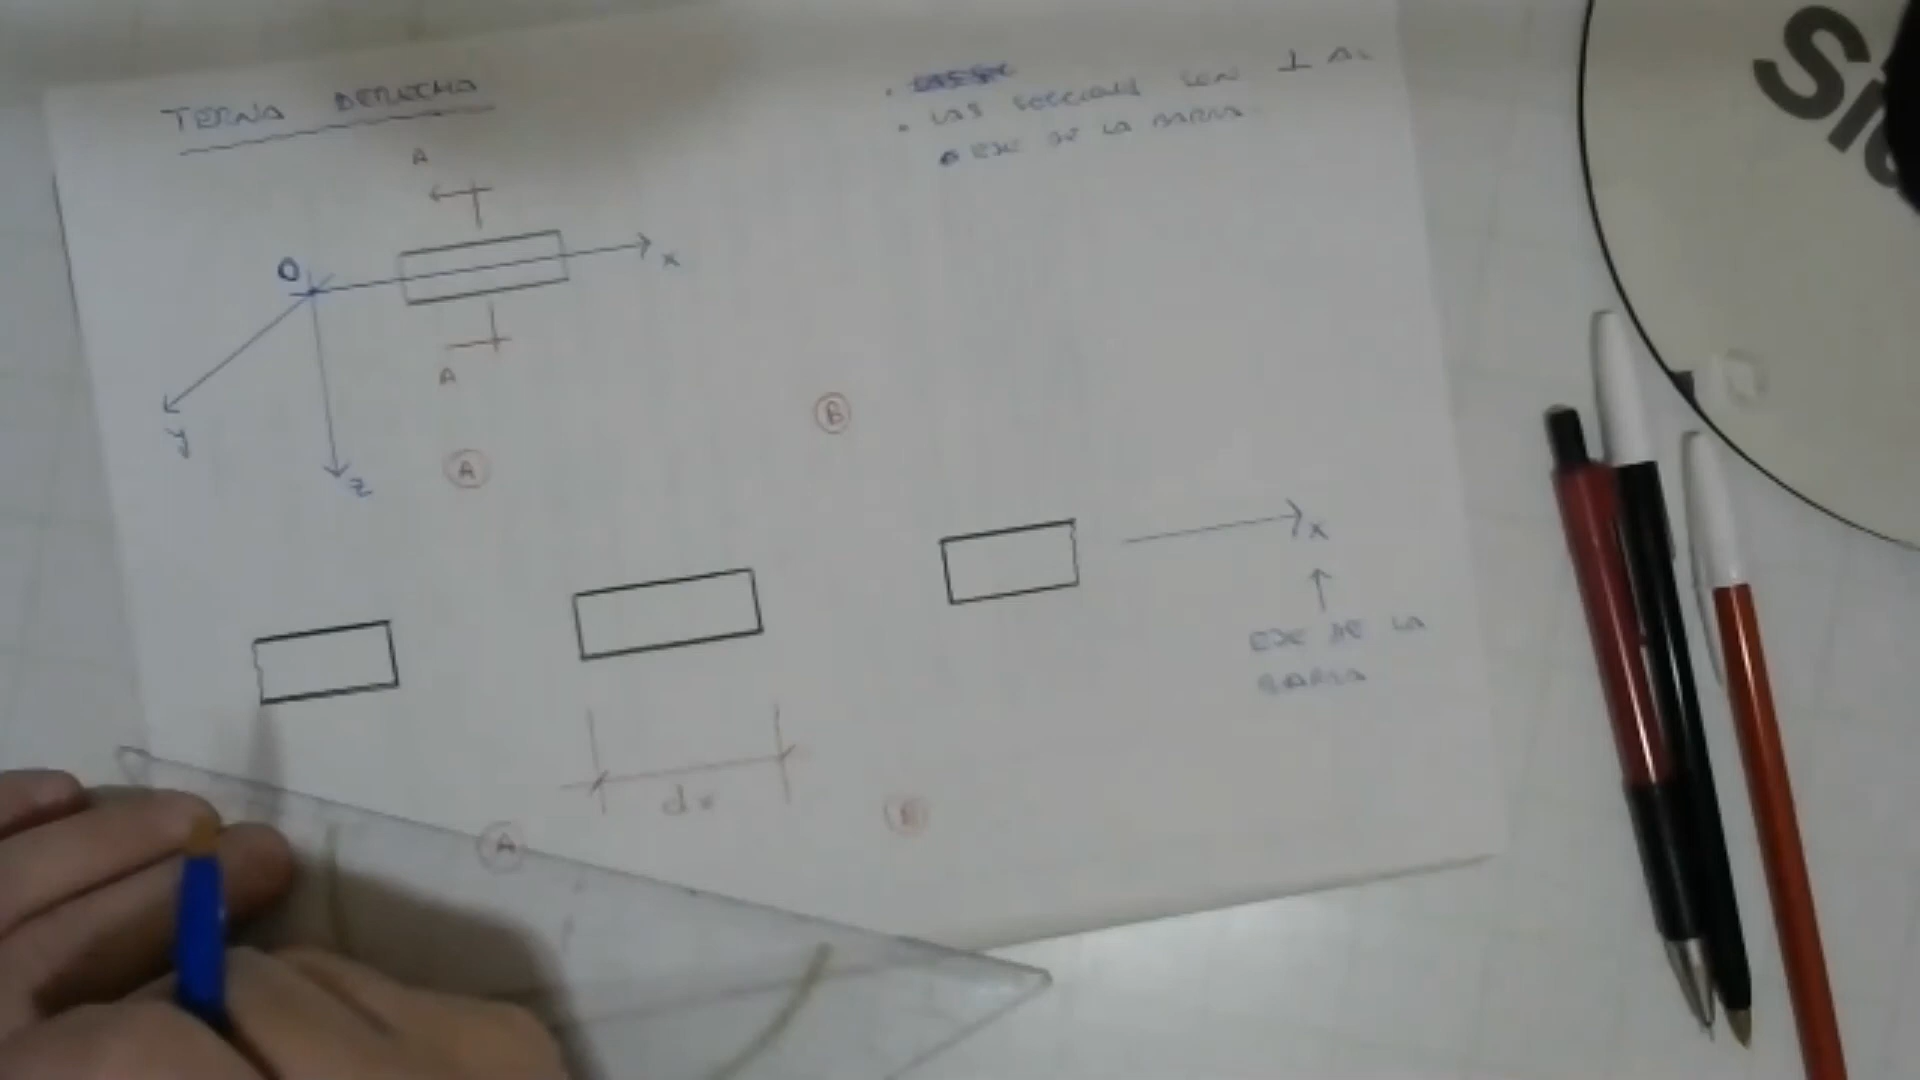 TERNA DERECHA
. LAS SECCIONES SON ⊥ AL
EJE DE LA BARRA.
A
O
x
A
y
z
A
B
x
EJE DE LA
BARRA
dx
A
B